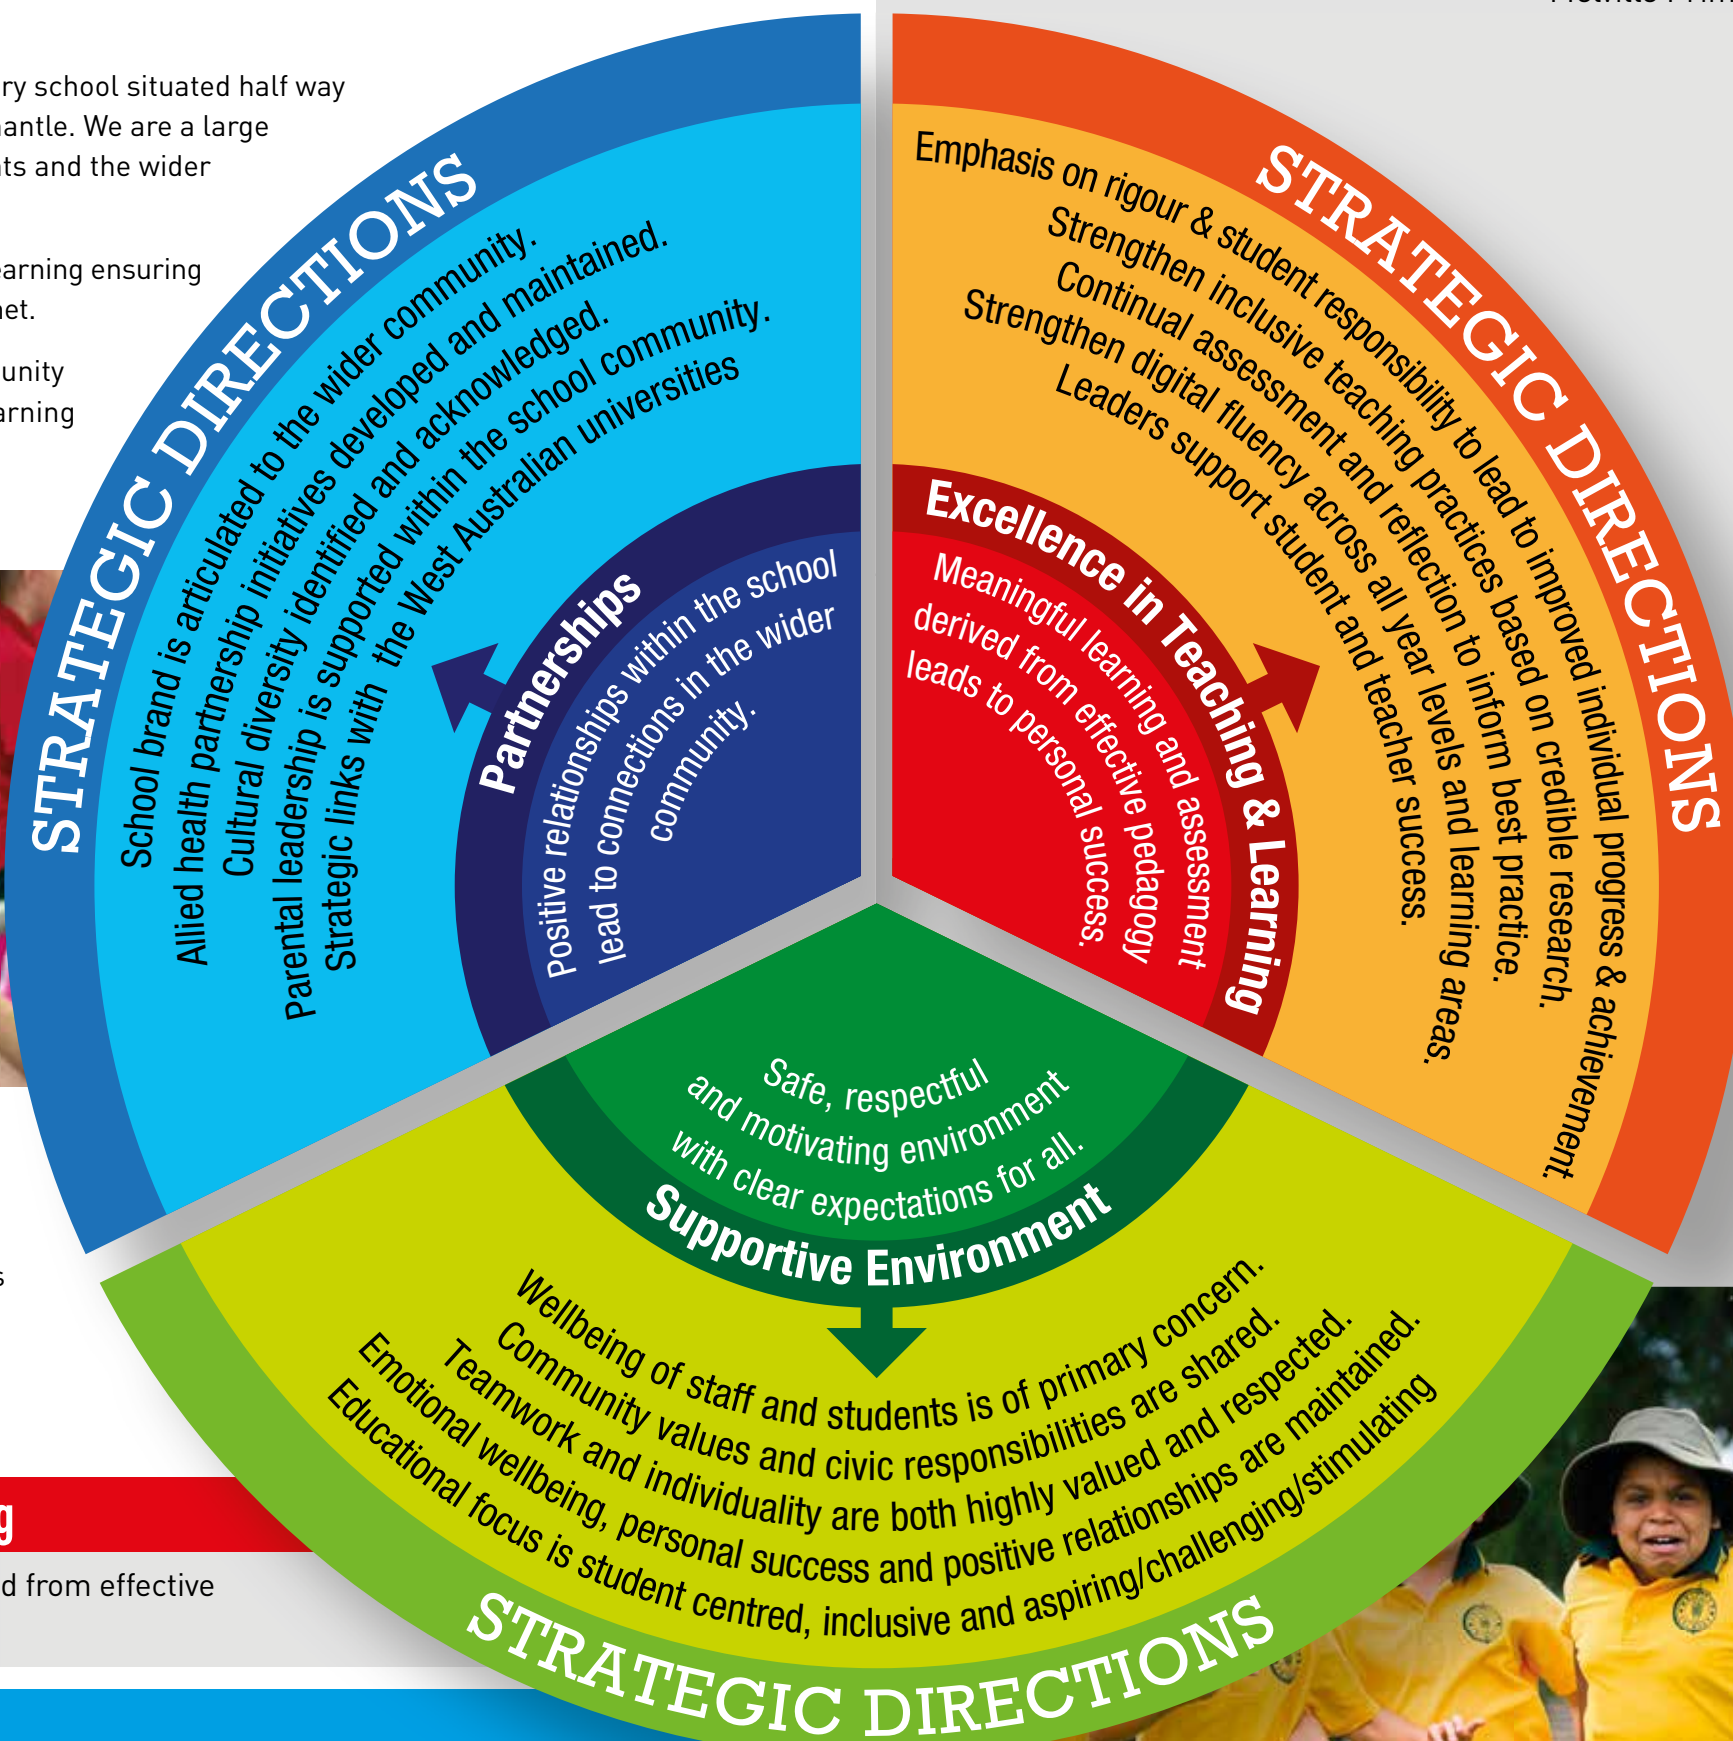 ry school situated half way
antle. We are a large
ts and the wider
arning ensuring
et.
unity
arning
STRATEGIC DIRECTIONS
School brand is articulated to the wider community.
Allied health partnership initiatives developed and maintained.
Cultural diversity identified and acknowledged.
Parental leadership is supported within the school community.
Strategic links with the West Australian universities
Partnerships
Positive relationships within the school
lead to connections in the wider
community.
STRATEGIC DIRECTIONS
Emphasis on rigour & student responsibility to lead to improved individual progress & achievement.
Strengthen inclusive teaching practices based on credible research.
Continual assessment and reflection to inform best practice.
Strengthen digital fluency across all year levels and learning areas.
Leaders support student and teacher success.
Excellence in Teaching & Learning
Meaningful learning and assessment
derived from effective pedagogy
leads to personal success.
Safe, respectful
and motivating environment
with clear expectations for all.
Supportive Environment
Wellbeing of staff and students is of primary concern.
Community values and civic responsibilities are shared.
Teamwork and individuality are both highly valued and respected.
Emotional wellbeing, personal success and positive relationships are maintained.
Educational focus is student centred, inclusive and aspiring/challenging/stimulating
STRATEGIC DIRECTIONS
s
g
d from effective